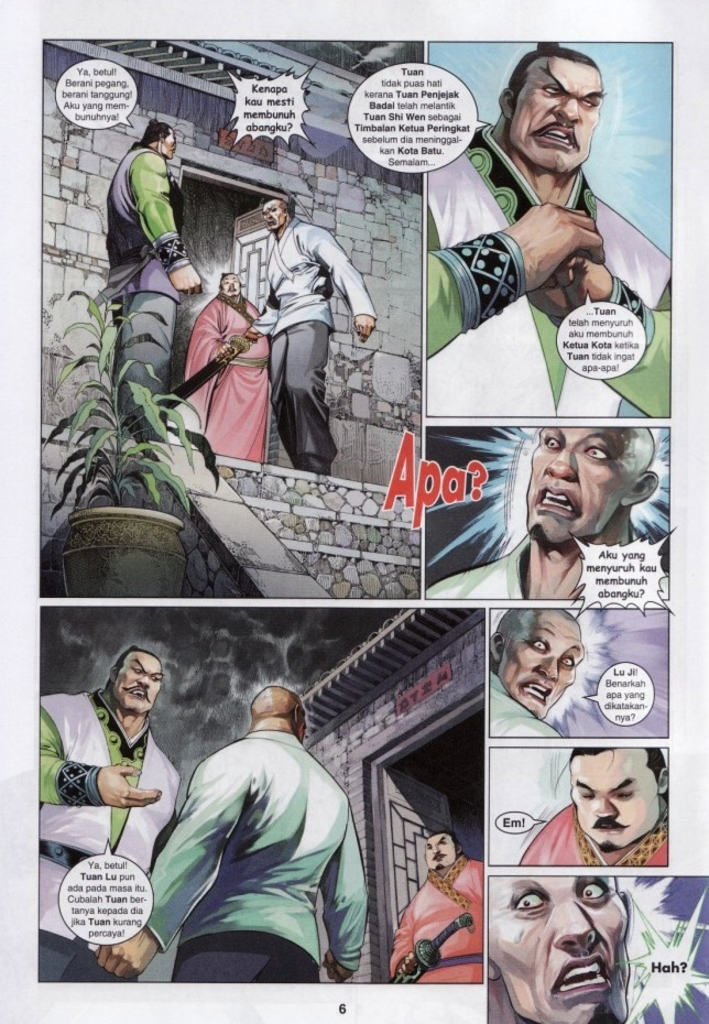 Ya, betul!
Berani pegang,
berani tanggung!
Aku yang mem-
bunuhnya!
Kenapa
kau mesti
membunuh
abangku?
Tuan
tidak puas hati
kerana Tuan Penjejak
Badai telah melantik
Tuan Shi Wen sebagai
Timbalan Ketua Peringkat
sebelum dia meninggal-
kan Kota Batu.
Semalam...
...Tuan
telah menyuruh
aku membunuh
Ketua Kota ketika
Tuan tidak ingat
apa-apa!
Apa?
Aku yang
menyuruh kau
membunuh
abangku?
Ya, betul!
Tuan Lu
ada pada masa itu.
Cubalah Tuan ber-
tanya kepada dia
jika Tuan kurang
percaya!
Lu Ji!
Benarkah
apa yang
dikatakan-
nya?
Em!
Hah?
6